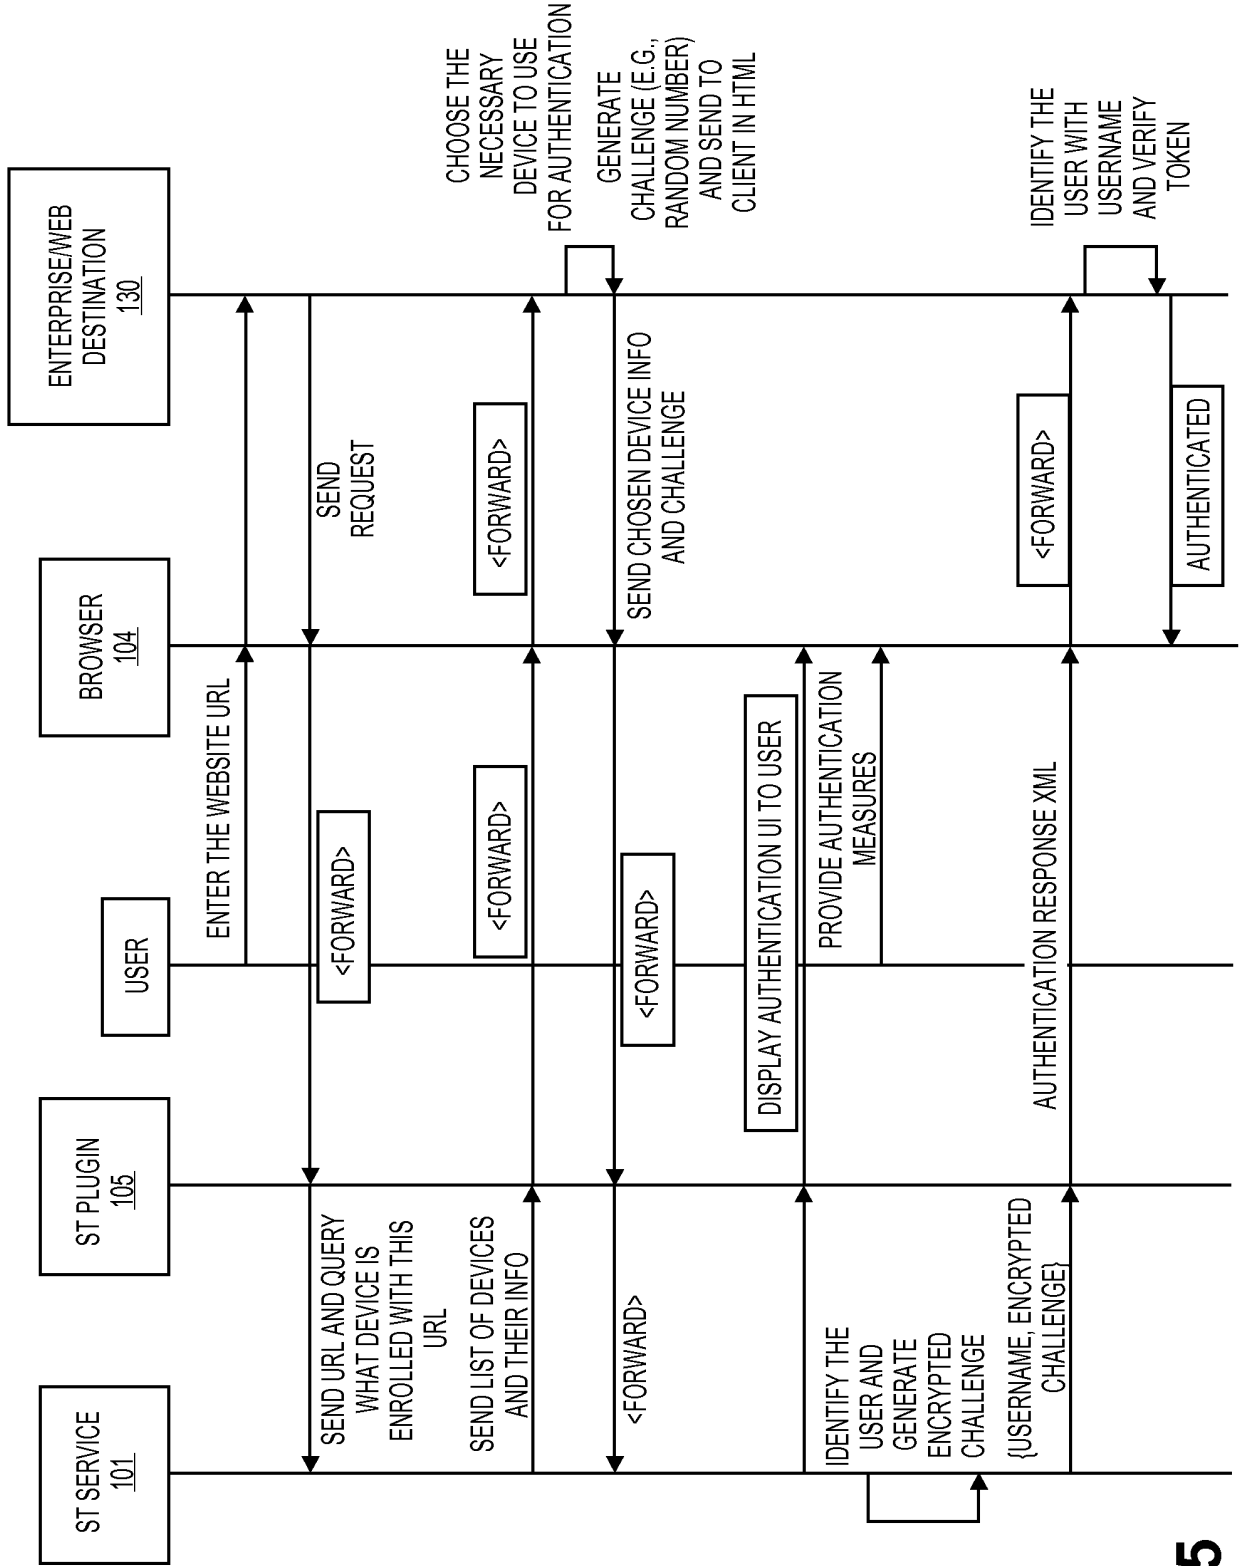 ST SERVICE
101
ST PLUGIN
105
USER
BROWSER
104
ENTERPRISE/WEB
DESTINATION
130
ENTER THE WEBSITE URL
SEND
REQUEST
<FORWARD>
SEND URL AND QUERY
WHAT DEVICE IS
ENROLLED WITH THIS
URL
SEND LIST OF DEVICES
AND THEIR INFO
<FORWARD>
<FORWARD>
CHOOSE THE
NECESSARY
DEVICE TO USE
FOR AUTHENTICATION
GENERATE
CHALLENGE (E.G.,
RANDOM NUMBER)
AND SEND TO
CLIENT IN HTML
SEND CHOSEN DEVICE INFO
AND CHALLENGE
<FORWARD>
<FORWARD>
DISPLAY AUTHENTICATION UI TO USER
PROVIDE AUTHENTICATION
MEASURES
IDENTIFY THE
USER AND
GENERATE
ENCRYPTED
CHALLENGE
{USERNAME, ENCRYPTED
CHALLENGE}
AUTHENTICATION RESPONSE XML
<FORWARD>
IDENTIFY THE
USER WITH
USERNAME
AND VERIFY
TOKEN
AUTHENTICATED
5